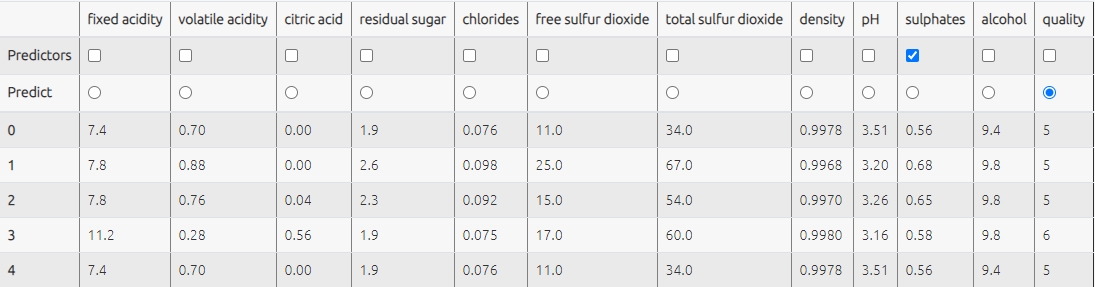 fixed acidity volatile acidity citric acid residual sugar chlorides free sulfur dioxide total sulfur dioxide density pH sulphates alcohol quality
Predictors
Predict
0 7.4 0.70 0.00 1.9 0.076 11.0 34.0 0.9978 3.51 0.56 9.4 5
1 7.8 0.88 0.00 2.6 0.098 25.0 67.0 0.9968 3.20 0.68 9.8 5
2 7.8 0.76 0.04 2.3 0.092 15.0 54.0 0.9970 3.26 0.65 9.8 5
3 11.2 0.28 0.56 1.9 0.075 17.0 60.0 0.9980 3.16 0.58 9.8 6
4 7.4 0.70 0.00 1.9 0.076 11.0 34.0 0.9978 3.51 0.56 9.4 5